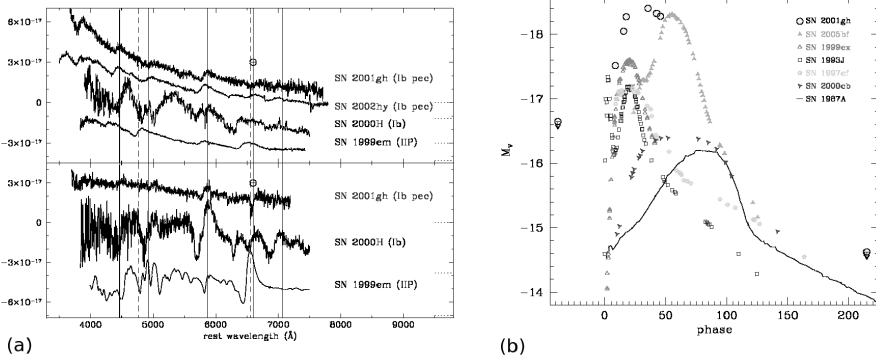 6•10⁻¹⁷
3•10⁻¹⁷
0
−3•10⁻¹⁷
SN 2001gh (Ib pec)
SN 2002hy (Ib pec)
SN 2000H (Ib)
SN 1999em (IIP)
3•10⁻¹⁷
0
−3•10⁻¹⁷
−6•10⁻¹⁷
SN 2001gh (Ib pec)
SN 2000H (Ib)
SN 1999em (IIP)
4000 5000 6000 7000 8000 9000
rest wavelength (Å)
(a)
-18
-17
-16
-15
-14
Mv
SN 2001gh
SN 2005bf
SN 1999ex
SN 1993J
SN 1997ef
SN 2000cb
SN 1987A
0 50 100 150 200
phase
(b)